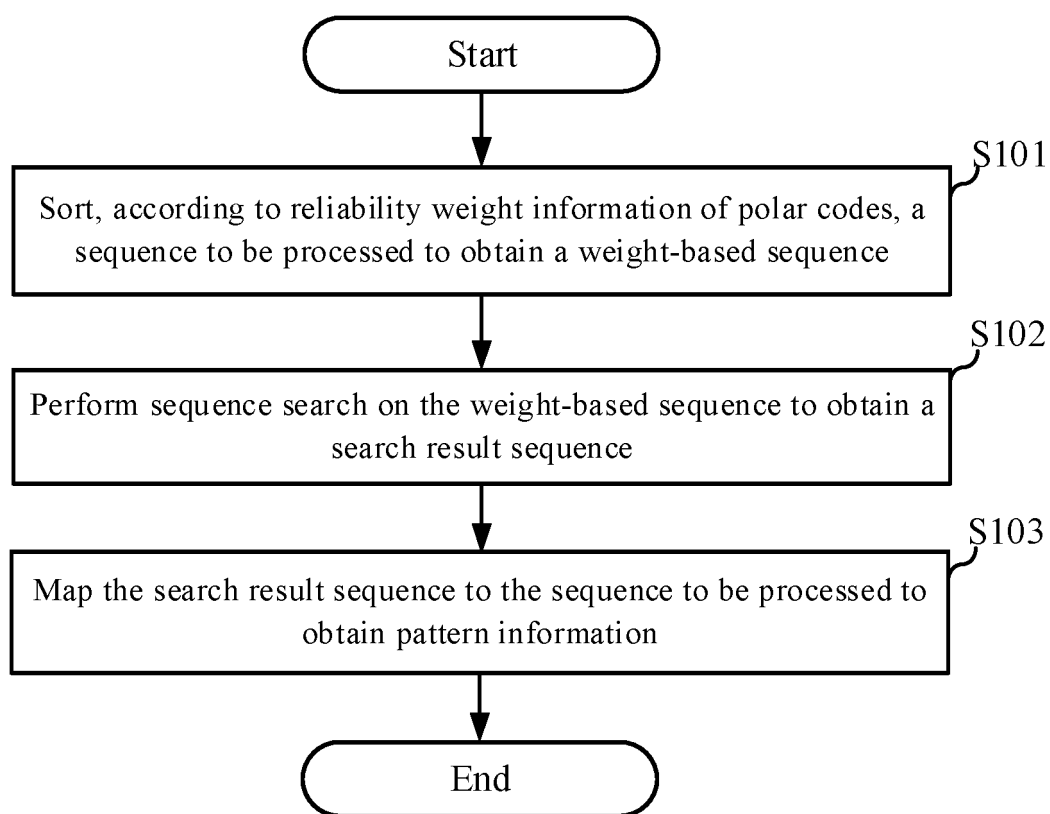 Start
S101
Sort, according to reliability weight information of polar codes, a
sequence to be processed to obtain a weight-based sequence
S102
Perform sequence search on the weight-based sequence to obtain a
search result sequence
S103
Map the search result sequence to the sequence to be processed to
obtain pattern information
End